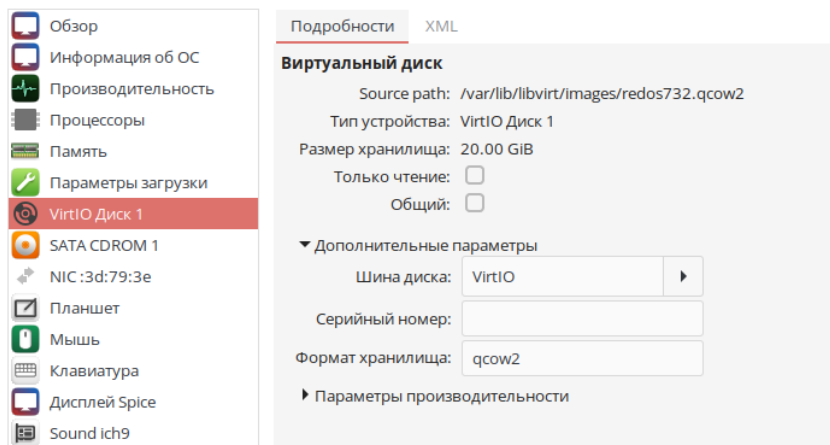 Обзор
Информация об ОС
Производительность
Процессоры
Память
Параметры загрузки
VirtIO Диск 1
SATA CDROM 1
NIC :3d:79:3e
Планшет
Мышь
Клавиатура
Дисплей Spice
Sound ich9
Подробности XML
Виртуальный диск
Source path: /var/lib/libvirt/images/redos732.qcow2
Тип устройства: VirtIO Диск 1
Размер хранилища: 20.00 GiB
Только чтение:
Общий:
Дополнительные параметры
Шина диска: VirtIO
Серийный номер:
Формат хранилища: qcow2
Параметры производительности